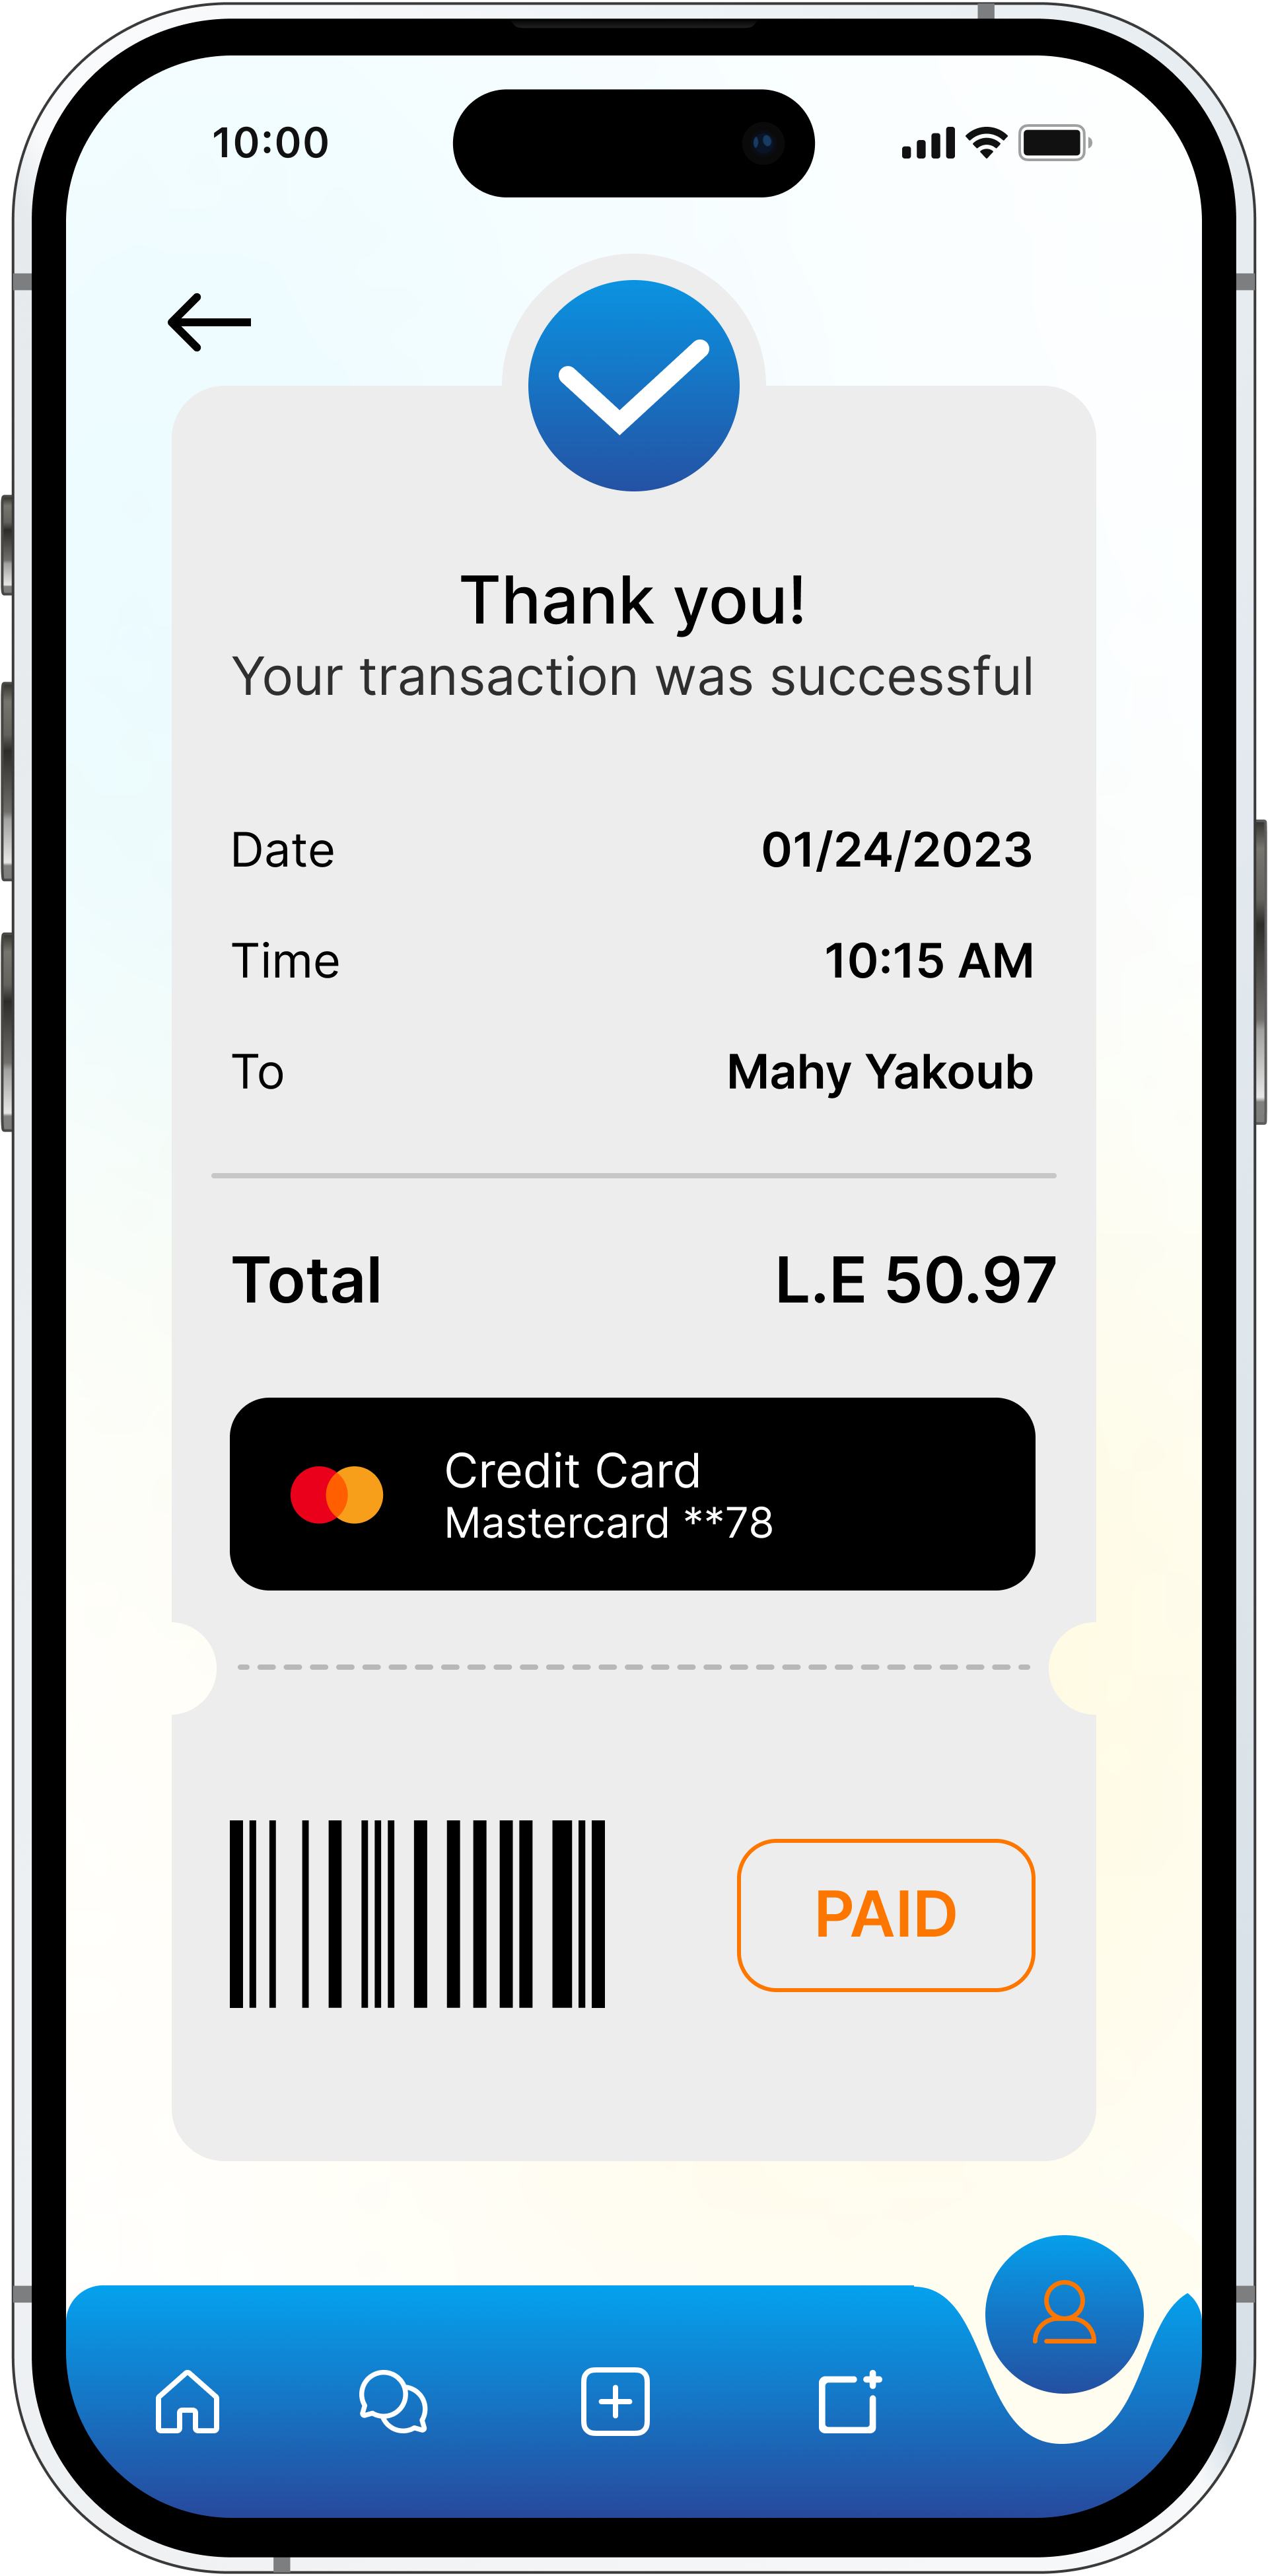 10:00
Thank you!
Your transaction was successful
Date 01/24/2023
Time 10:15 AM
To Mahy Yakoub
Total L.E 50.97
Credit Card
Mastercard **78
PAID